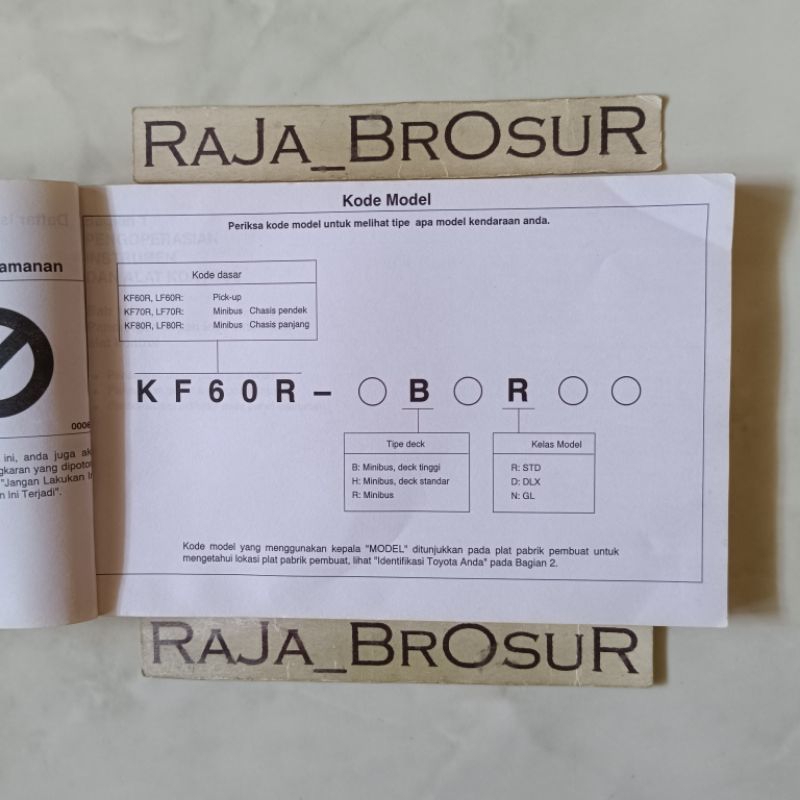 RAJA_BROSUR
Kode Model
Periksa kode model untuk melihat tipe apa model kendaraan anda.
Kode dasar
KF60R, LF60R: Pick-up
KF70R, LF70R: Minibus Chasis pendek
KF80R, LF80R: Minibus Chasis panjang
KF60R-○B○R○○
Tipe deck
B: Minibus, deck tinggi
H: Minibus, deck standar
R: Minibus
Kelas Model
R: STD
D: DLX
N: GL
Kode model yang menggunakan kepala "MODEL" ditunjukkan pada plat pabrik pembuat untuk
mengetahui lokasi plat pabrik pembuat, lihat "Identifikasi Toyota Anda" pada Bagian 2.
amanan
0006
ini, anda juga ak
gkaran yang dipoton
"Jangan Lakukan In
n Ini Terjadi".
RAJA_BROSUR